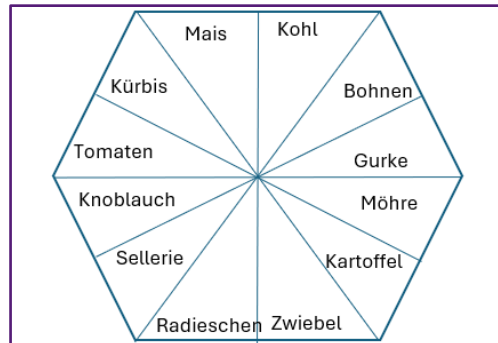 Mais
Kohl
Kürbis
Bohnen
Tomaten
Gurke
Knoblauch
Möhre
Sellerie
Kartoffel
Radieschen
Zwiebel